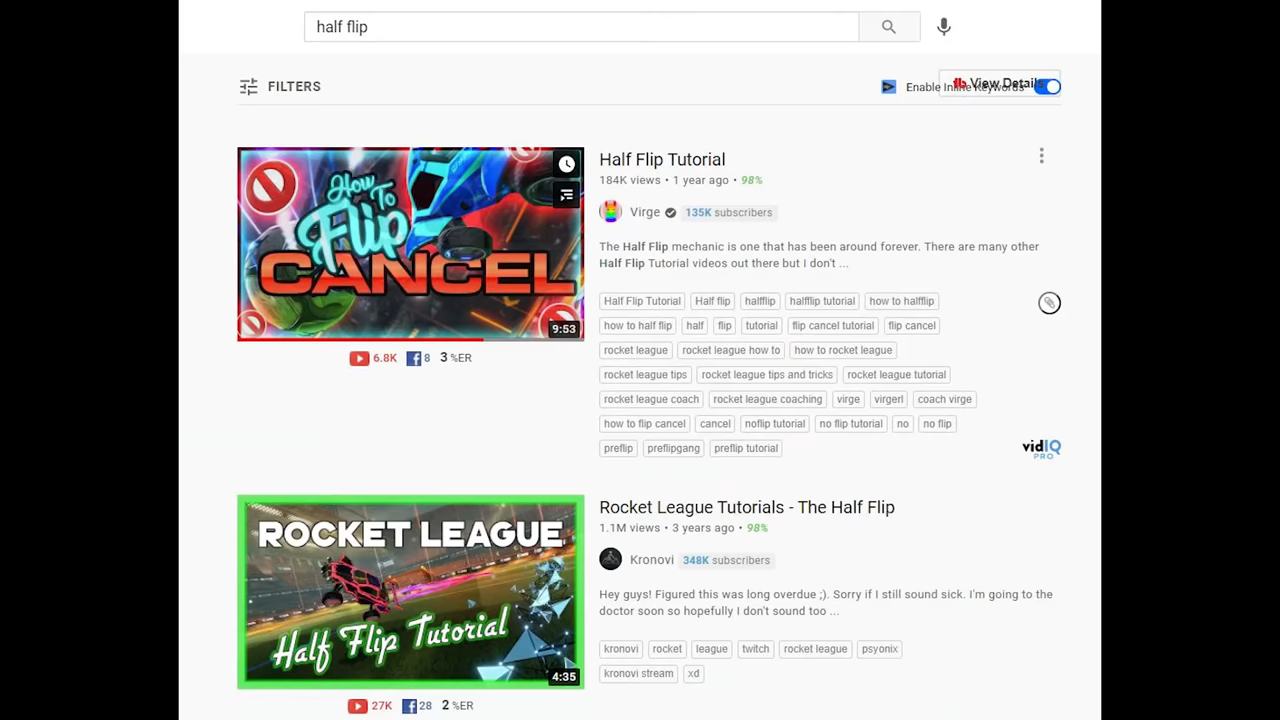 half flip
FILTERS
Enable Inline Keywords
View Details
How
To
Flip
CANCEL
9:53
6.8K 8 3 %ER
Half Flip Tutorial
184K views • 1 year ago • 98%
Virge 135K subscribers
The Half Flip mechanic is one that has been around forever. There are many other
Half Flip Tutorial videos out there but I don't ...
Half Flip Tutorial Half flip halfflip halfflip tutorial how to halfflip
how to half flip half flip tutorial flip cancel tutorial flip cancel
rocket league rocket league how to how to rocket league
rocket league tips rocket league tips and tricks rocket league tutorial
rocket league coach rocket league coaching virge virgerl coach virge
how to flip cancel cancel noflip tutorial no flip tutorial no no flip
preflip preflipgang preflip tutorial
vidIQ
PRO
ROCKET LEAGUE
Half Flip Tutorial
4:35
27K 28 2 %ER
Rocket League Tutorials - The Half Flip
1.1M views • 3 years ago • 98%
Kronovi 348K subscribers
Hey guys! Figured this was long overdue ;). Sorry if I still sound sick. I'm going to the
doctor soon so hopefully I don't sound too ...
kronovi rocket league twitch rocket league psyonix
kronovi stream xd